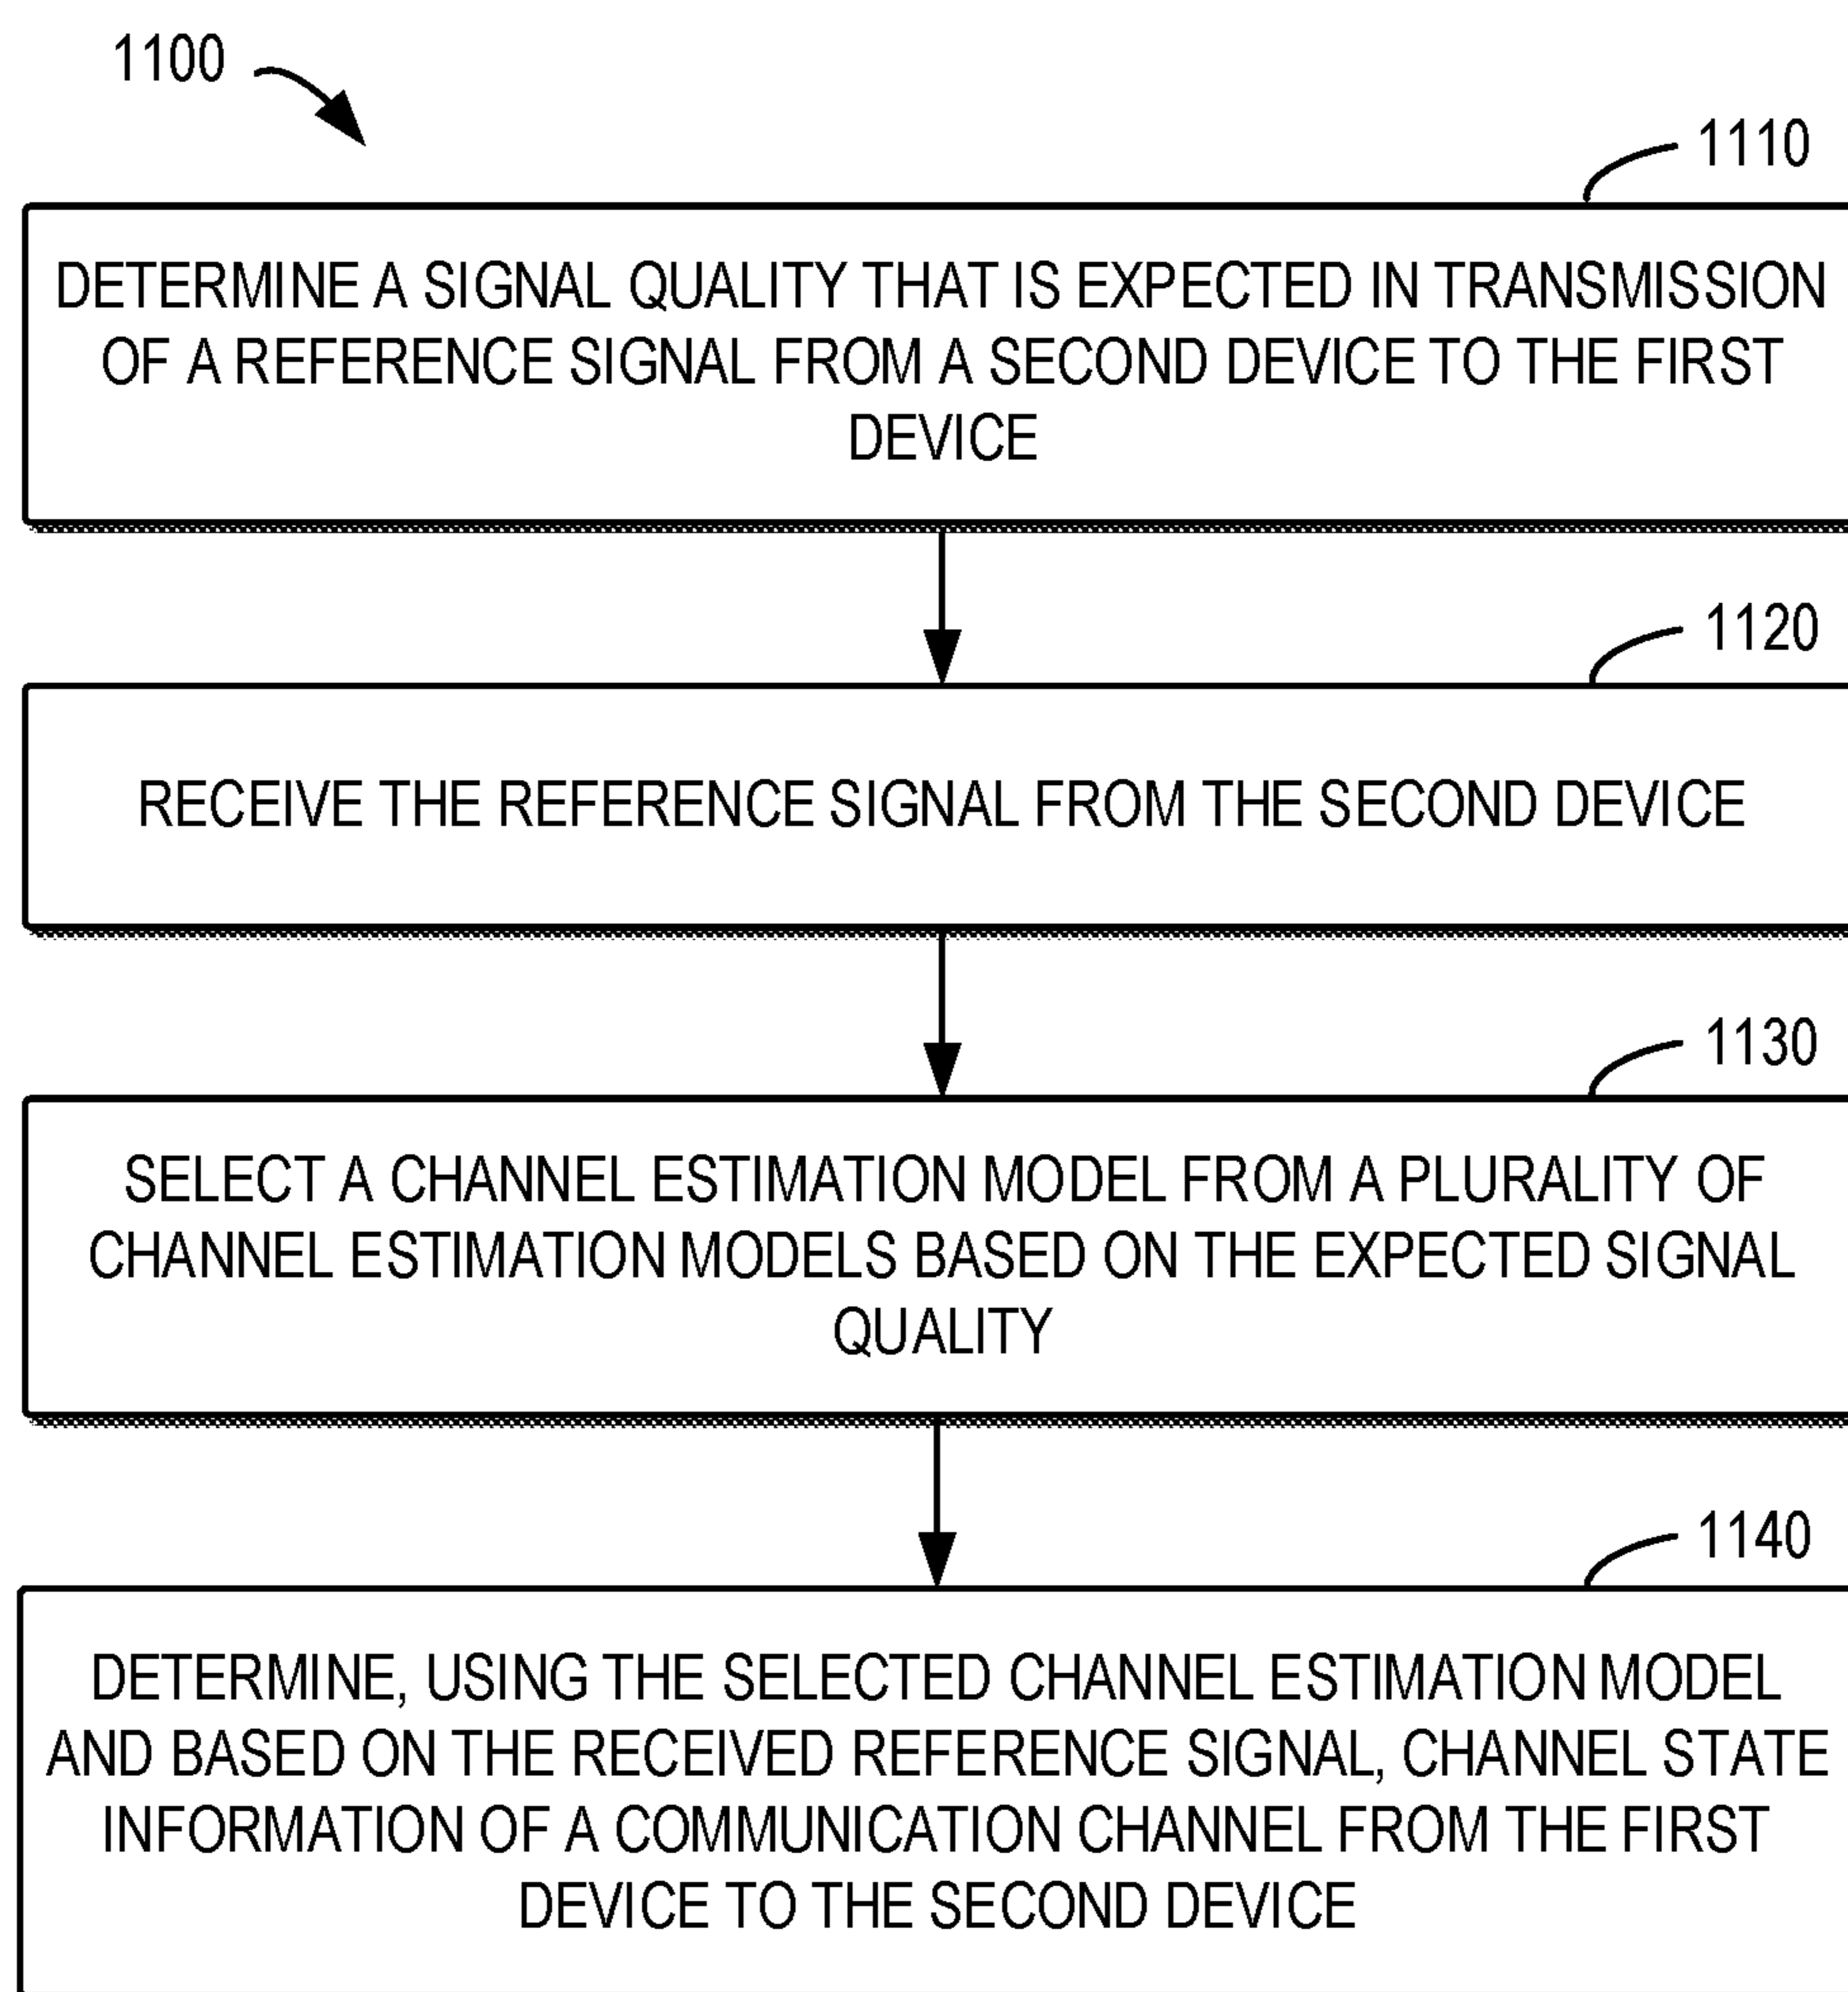 1100
1110
DETERMINE A SIGNAL QUALITY THAT IS EXPECTED IN TRANSMISSION
OF A REFERENCE SIGNAL FROM A SECOND DEVICE TO THE FIRST
DEVICE
1120
RECEIVE THE REFERENCE SIGNAL FROM THE SECOND DEVICE
1130
SELECT A CHANNEL ESTIMATION MODEL FROM A PLURALITY OF
CHANNEL ESTIMATION MODELS BASED ON THE EXPECTED SIGNAL
QUALITY
1140
DETERMINE, USING THE SELECTED CHANNEL ESTIMATION MODEL
AND BASED ON THE RECEIVED REFERENCE SIGNAL, CHANNEL STATE
INFORMATION OF A COMMUNICATION CHANNEL FROM THE FIRST
DEVICE TO THE SECOND DEVICE